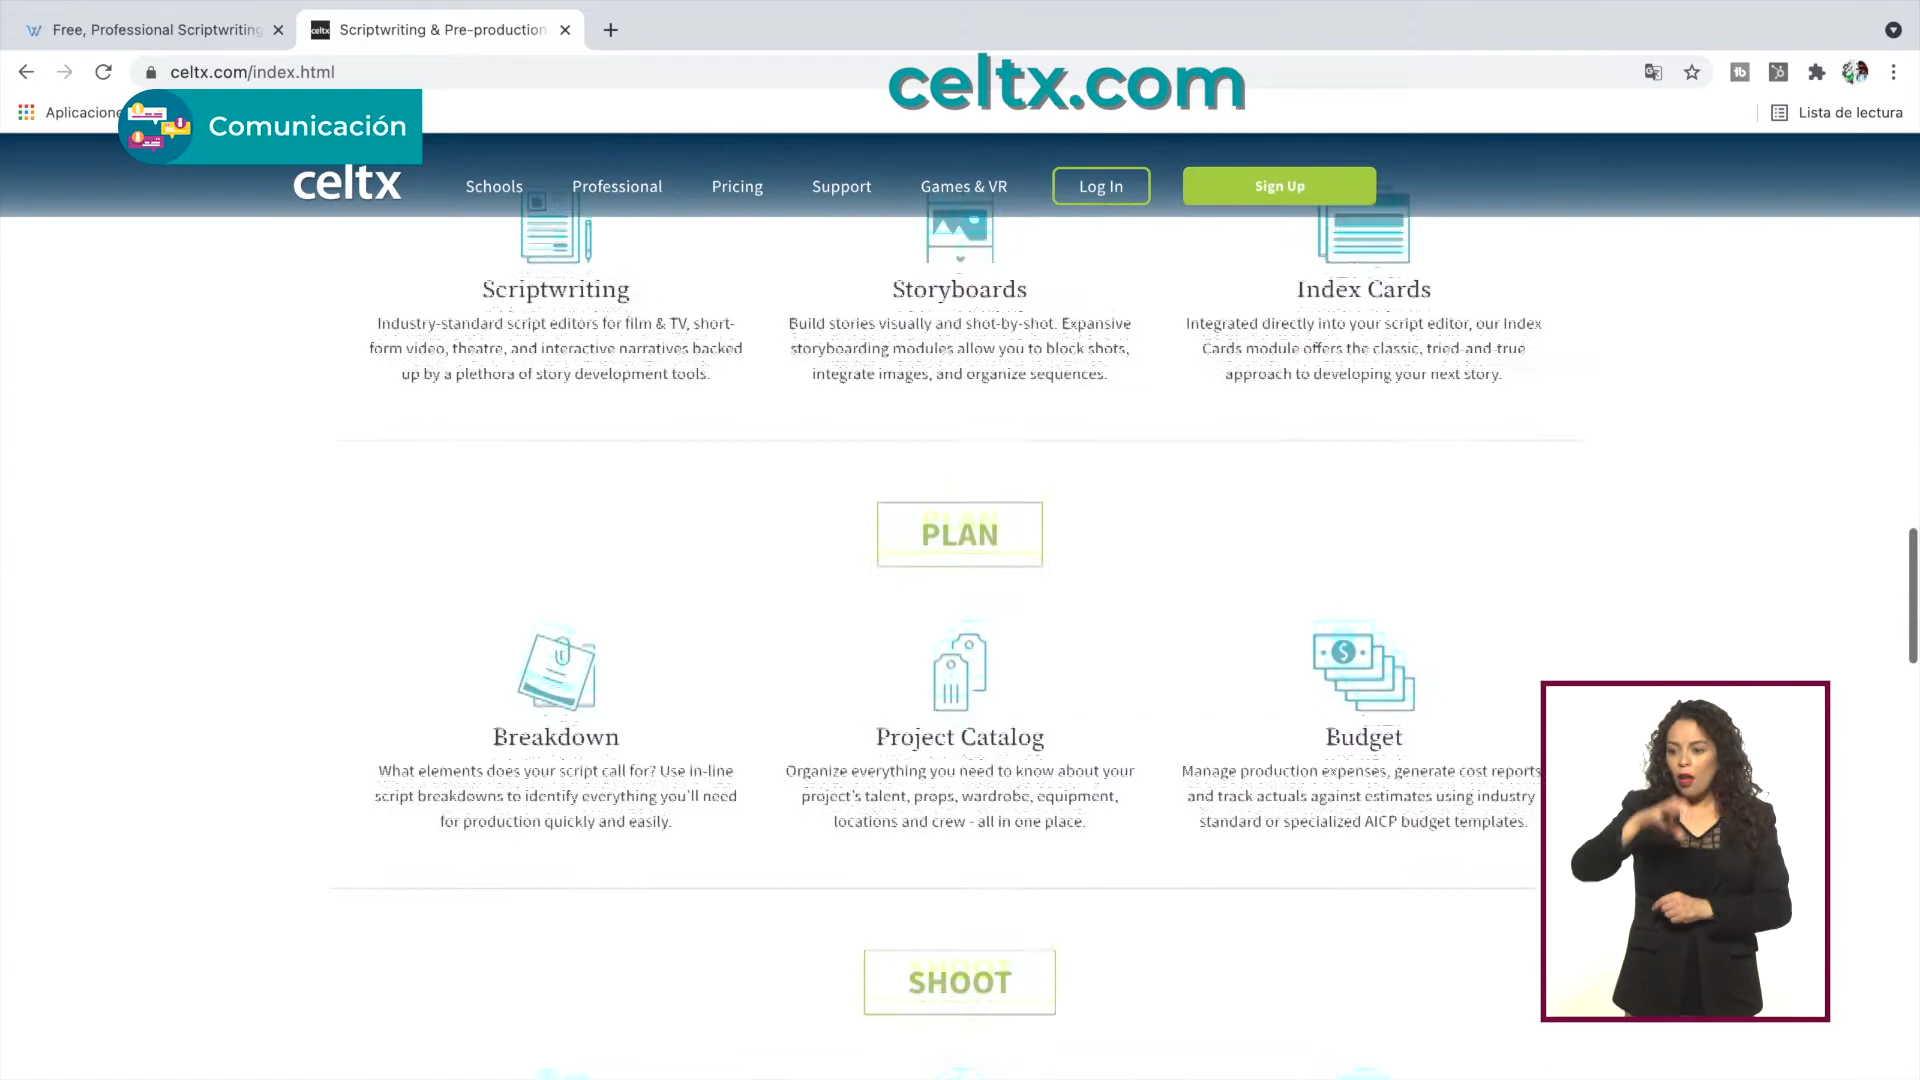 Free, Professional Scriptwriting
celtx
Scriptwriting & Pre-production
celtx.com/index.html
celtx.com
Aplicacione
Comunicación
Lista de lectura
celtx
Schools
Professional
Pricing
Support
Games & VR
Log In
Sign Up
Scriptwriting
Industry-standard script editors for film & TV, short-
form video, theatre, and interactive narratives backed
up by a plethora of story development tools.
Storyboards
Build stories visually and shot-by-shot. Expansive
storyboarding modules allow you to block shots,
integrate images, and organize sequences.
Index Cards
Integrated directly into your script editor, our Index
Cards module offers the classic, tried-and-true
approach to developing your next story.
PLAN
Breakdown
What elements does your script call for? Use in-line
script breakdowns to identify everything you'll need
for production quickly and easily.
Project Catalog
Organize everything you need to know about your
project's talent, props, wardrobe, equipment,
locations and crew - all in one place.
Budget
Manage production expenses, generate cost reports
and track actuals against estimates using industry
standard or specialized AICP budget templates.
SHOOT